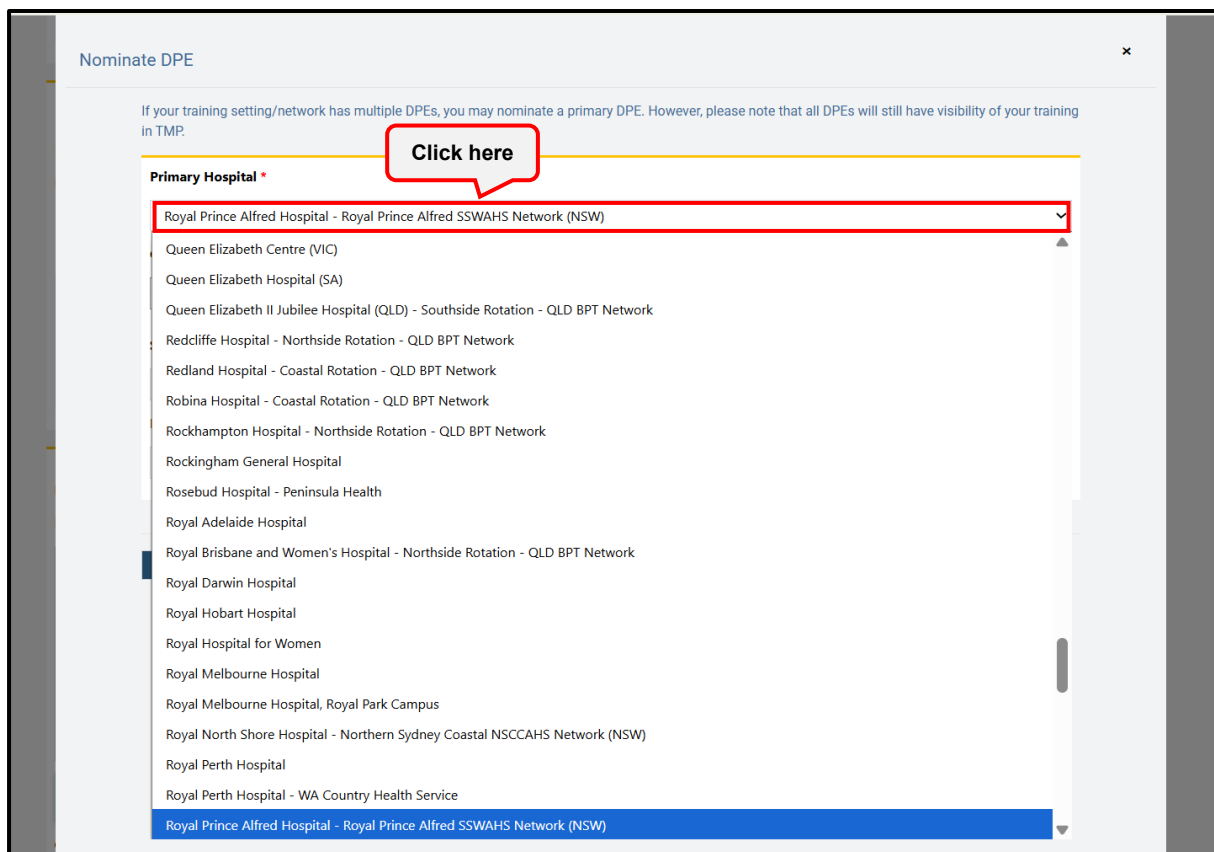 Nominate DPE
×
If your training setting/network has multiple DPEs, you may nominate a primary DPE. However, please note that all DPEs will still have visibility of your training
in TMP.
Click here
Primary Hospital *
Royal Prince Alfred Hospital - Royal Prince Alfred SSWAHS Network (NSW)
Queen Elizabeth Centre (VIC)
Queen Elizabeth Hospital (SA)
Queen Elizabeth II Jubilee Hospital (QLD) - Southside Rotation - QLD BPT Network
Redcliffe Hospital - Northside Rotation - QLD BPT Network
Redland Hospital - Coastal Rotation - QLD BPT Network
Robina Hospital - Coastal Rotation - QLD BPT Network
Rockhampton Hospital - Northside Rotation - QLD BPT Network
Rockingham General Hospital
Rosebud Hospital - Peninsula Health
Royal Adelaide Hospital
Royal Brisbane and Women's Hospital - Northside Rotation - QLD BPT Network
Royal Darwin Hospital
Royal Hobart Hospital
Royal Hospital for Women
Royal Melbourne Hospital
Royal Melbourne Hospital, Royal Park Campus
Royal North Shore Hospital - Northern Sydney Coastal NSCCAHS Network (NSW)
Royal Perth Hospital
Royal Perth Hospital - WA Country Health Service
Royal Prince Alfred Hospital - Royal Prince Alfred SSWAHS Network (NSW)